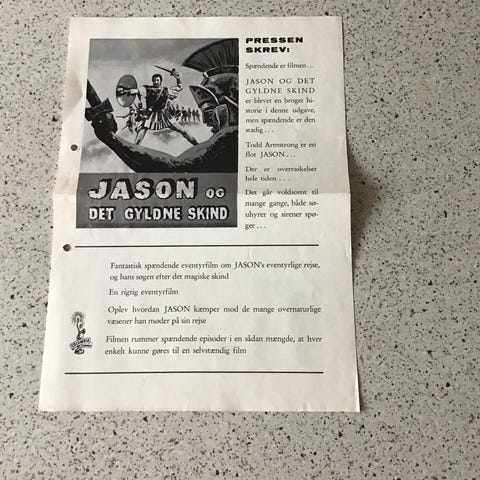 JASON OG
DET GYLDNE SKIND
PRESSEN
SKREV:
Spændende er filmen...
JASON OG DET
GYLDNE SKIND
er blevet en broget hi-
storie i denne udgave,
men spændende er den
stadig...
Todd Armstrong er en
flot JASON...
Der er overraskelser
hele tiden...
Det går voldsomt til
mange gange, både sø-
uhyrer og sirener spø-
ger...
Fantastisk spændende eventyrfilm om JASON's eventyrlige rejse,
og hans søgen efter det magiske skind
En rigtig eventyrfilm
Oplev hvordan JASON kæmper mod de mange overnaturlige
væsener han møder på sin rejse
Filmen rummer spændende episoder i en sådan mængde, at hver
enkelt kunne gøres til en selvstændig film
COLUMBIA